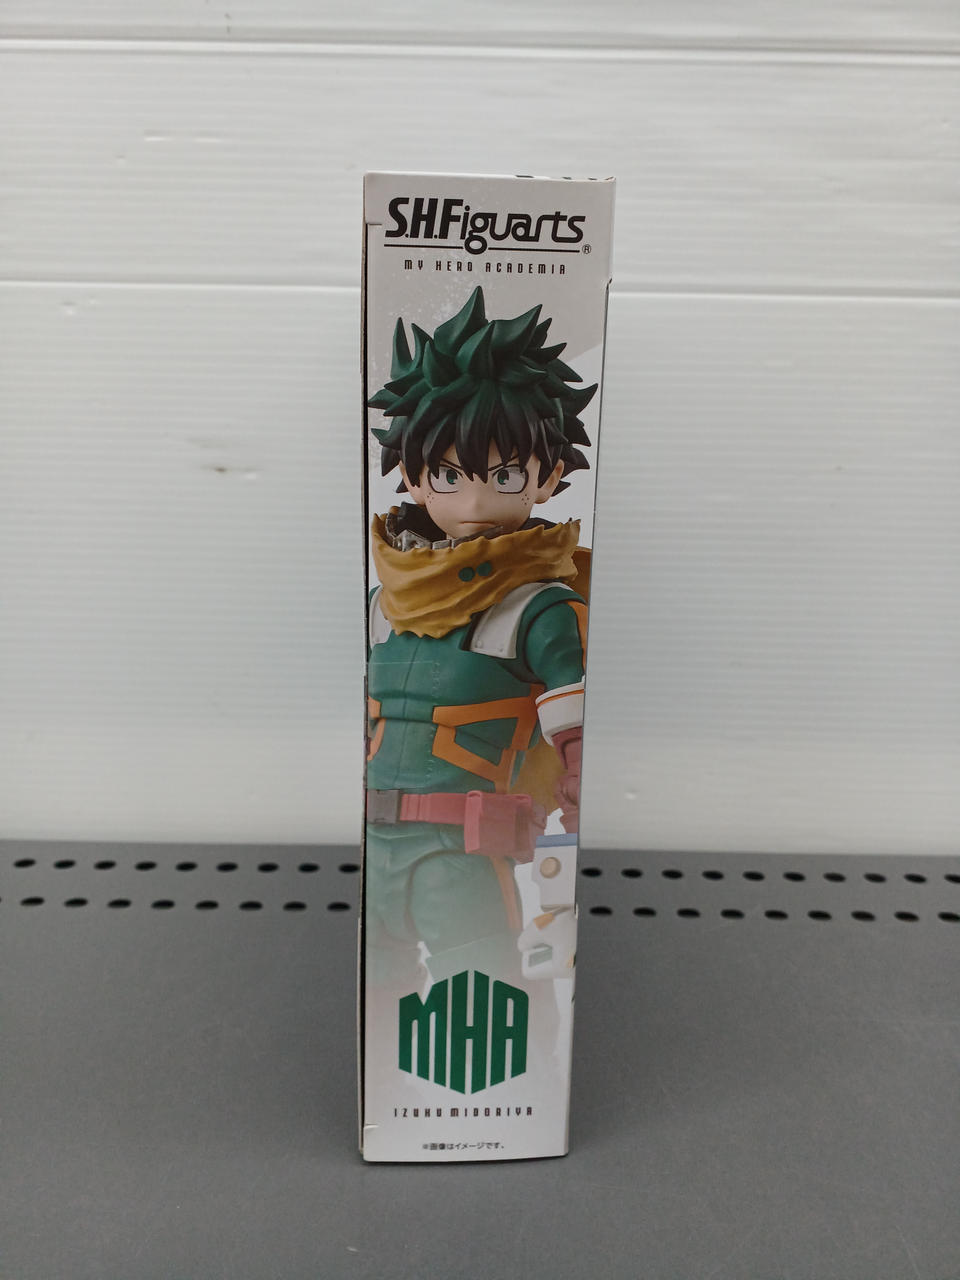 S.H.Figuarts®
MY HERO ACADEMIA
MHA
IZUKU MIDORIYA
※画像はイメージです。